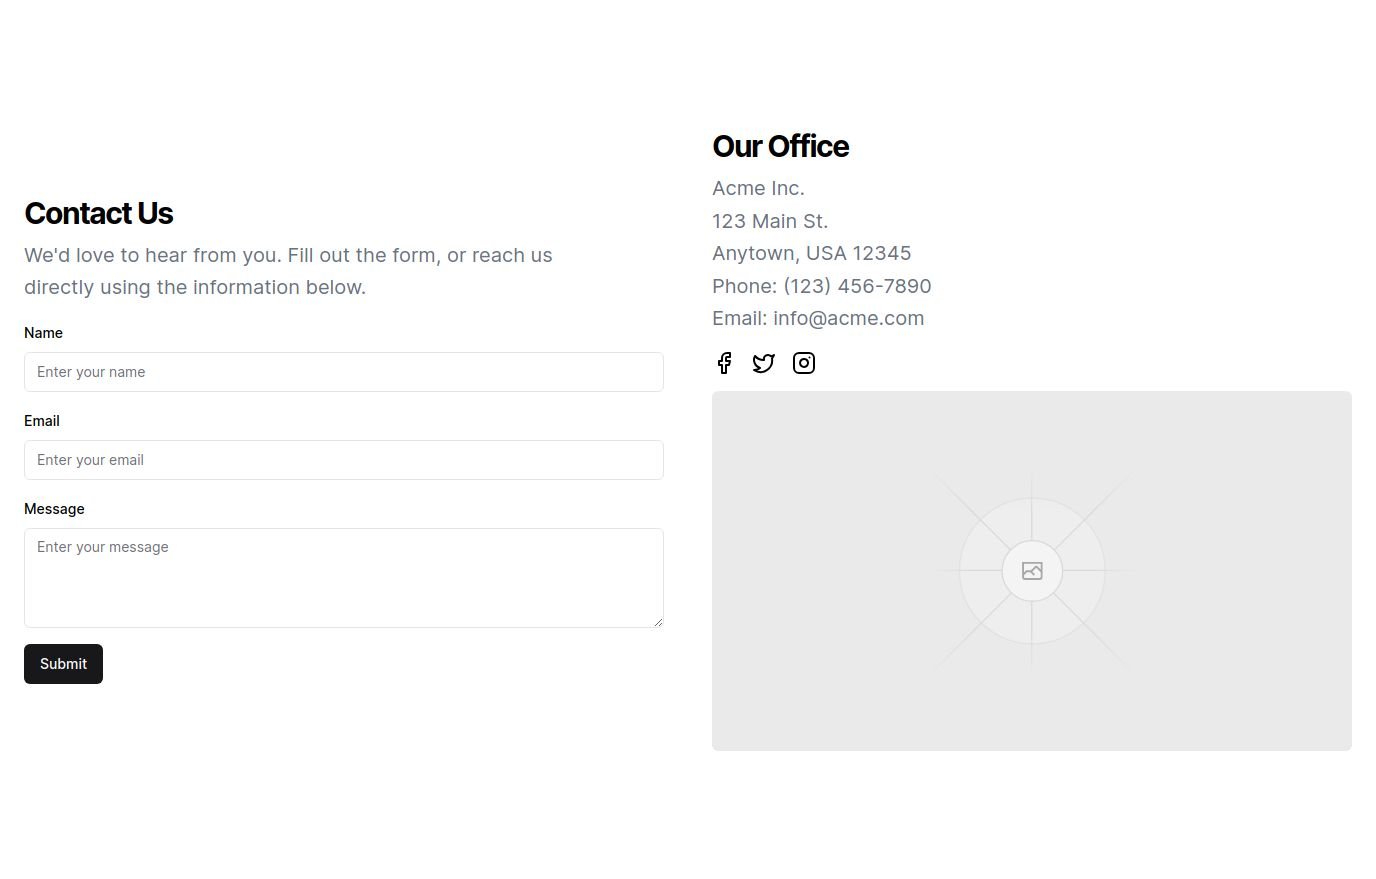 Contact Us
We'd love to hear from you. Fill out the form, or reach us
directly using the information below.
Name
Enter your name
Email
Enter your email
Message
Enter your message
Submit
Our Office
Acme Inc.
123 Main St.
Anytown, USA 12345
Phone: (123) 456-7890
Email: info@acme.com